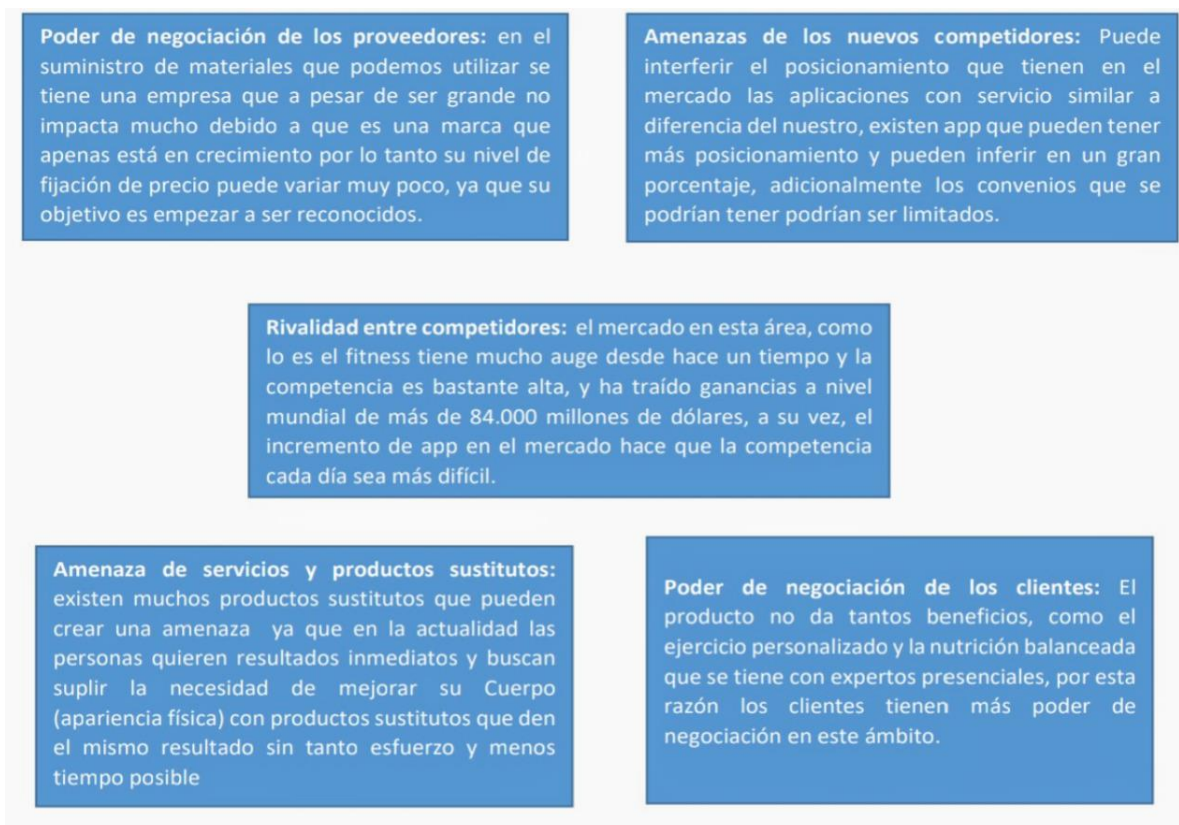 Poder de negociación de los proveedores: en el
suministro de materiales que podemos utilizar se
tiene una empresa que a pesar de ser grande no
impacta mucho debido a que es una marca que
apenas está en crecimiento por lo tanto su nivel de
fijación de precio puede variar muy poco, ya que su
objetivo es empezar a ser reconocidos.
Amenazas de los nuevos competidores: Puede
interferir el posicionamiento que tienen en el
mercado las aplicaciones con servicio similar a
diferencia del nuestro, existen app que pueden tener
más posicionamiento y pueden inferir en un gran
porcentaje, adicionalmente los convenios que se
podrían tener podrían ser limitados.
Rivalidad entre competidores: el mercado en esta área, como
lo es el fitness tiene mucho auge desde hace un tiempo y la
competencia es bastante alta, y ha traído ganancias a nivel
mundial de más de 84.000 millones de dólares, a su vez, el
incremento de app en el mercado hace que la competencia
cada día sea más difícil.
Amenaza de servicios y productos sustitutos:
existen muchos productos sustitutos que pueden
crear una amenaza ya que en la actualidad las
personas quieren resultados inmediatos y buscan
suplir la necesidad de mejorar su Cuerpo
(apariencia física) con productos sustitutos que den
el mismo resultado sin tanto esfuerzo y menos
tiempo posible
Poder de negociación de los clientes: El
producto no da tantos beneficios, como el
ejercicio personalizado y la nutrición balanceada
que se tiene con expertos presenciales, por esta
razón los clientes tienen más poder de
negociación en este ámbito.